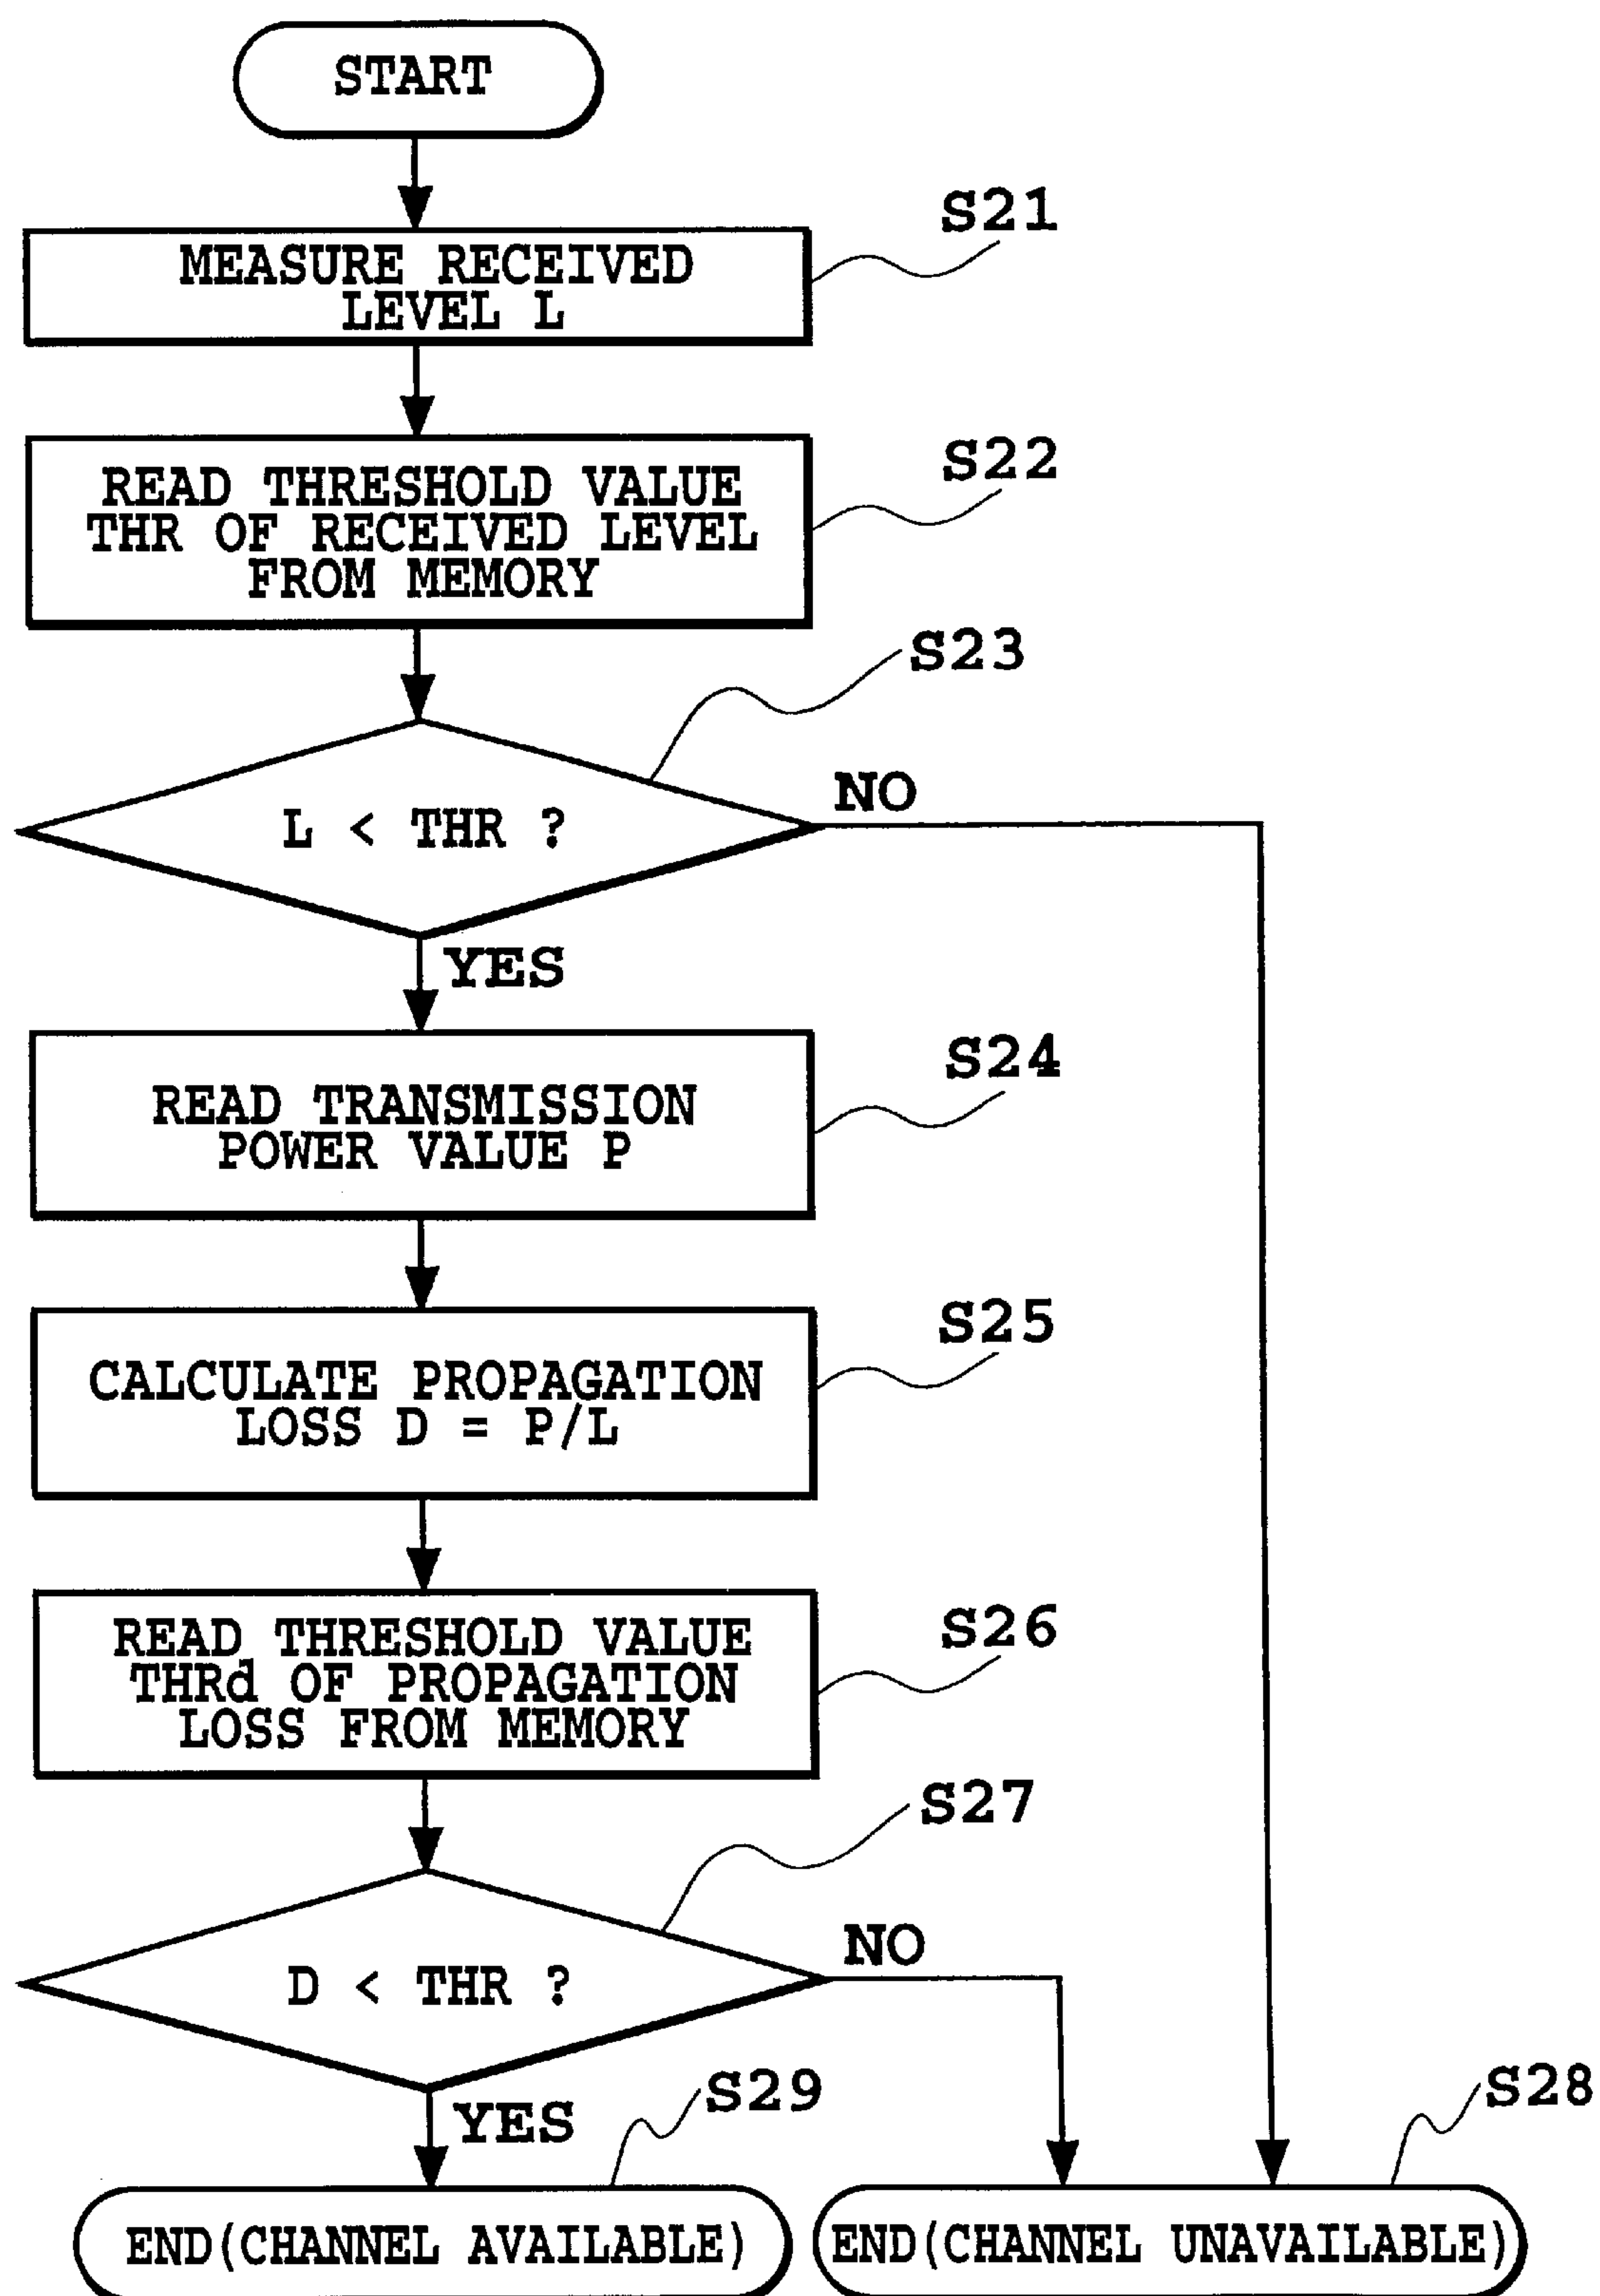 START
S21
MEASURE RECEIVED
LEVEL L
S22
READ THRESHOLD VALUE
THR OF RECEIVED LEVEL
FROM MEMORY
S23
L < THR ?
NO
YES
S24
READ TRANSMISSION
POWER VALUE P
S25
CALCULATE PROPAGATION
LOSS D = P/L
S26
READ THRESHOLD VALUE
THRd OF PROPAGATION
LOSS FROM MEMORY
S27
D < THR ?
NO
YES
S29
S28
END(CHANNEL AVAILABLE)
END(CHANNEL UNAVAILABLE)